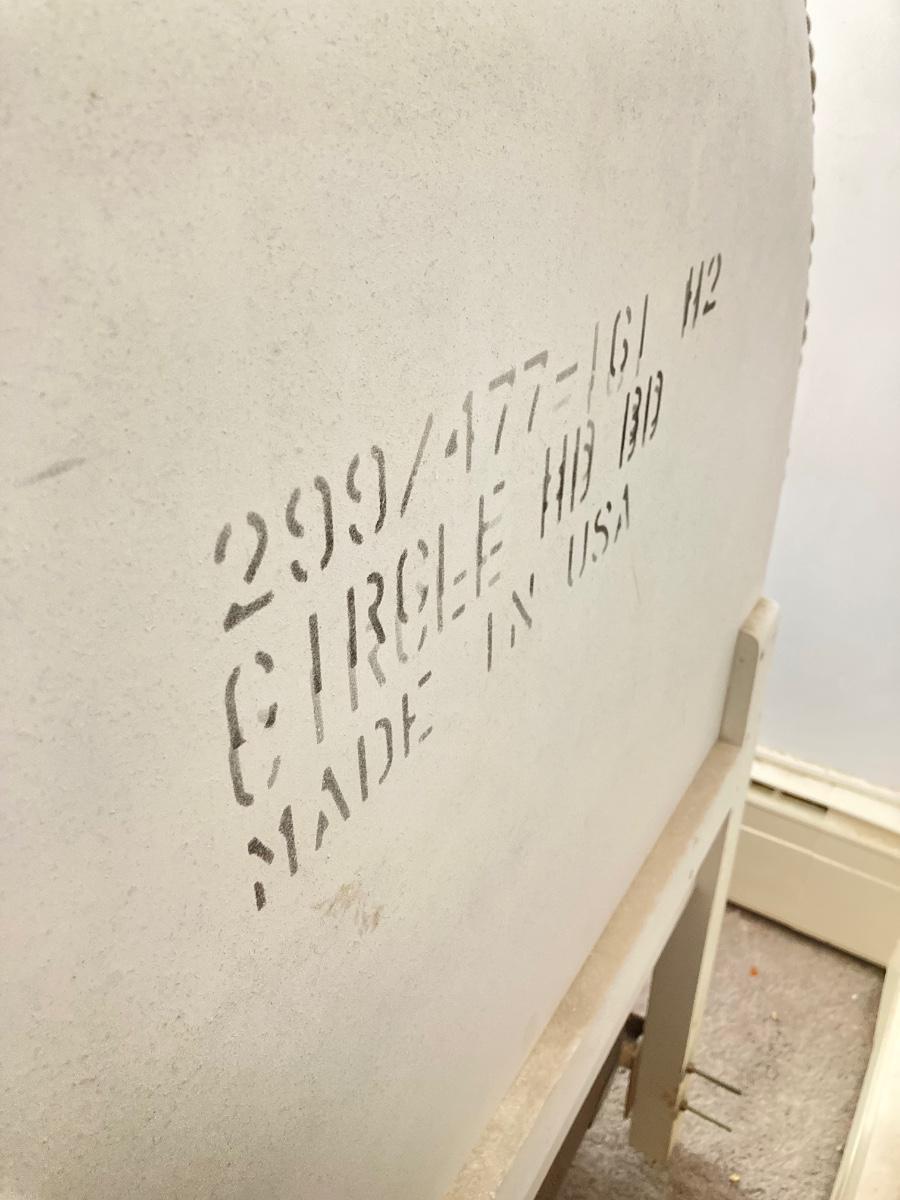 299/477-161 H2
CIRCLE HD BD
MADE IN USA